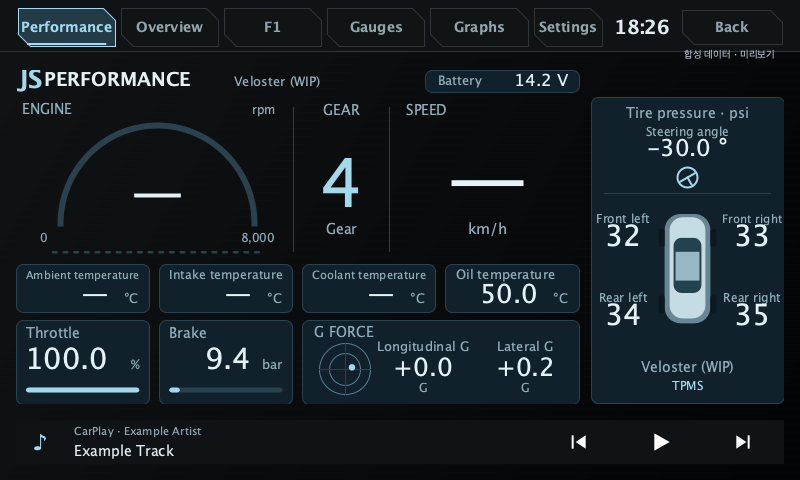 Performance
Overview
F1
Gauges
Graphs
Settings
18:26
Back
합성 데이터 · 미리보기
JS PERFORMANCE
Veloster (WIP)
Battery 14.2 V
ENGINE
rpm
—
0
8,000
GEAR
4
Gear
SPEED
—
km/h
Tire pressure · psi
Steering angle
−30.0 °
Front left
32
Front right
33
Rear left
34
Rear right
35
Veloster (WIP)
TPMS
Ambient temperature
— °C
Intake temperature
— °C
Coolant temperature
— °C
Oil temperature
50.0 °C
Throttle
100.0 %
Brake
9.4 bar
G FORCE
Longitudinal G
+0.0
G
Lateral G
+0.2
G
CarPlay · Example Artist
Example Track